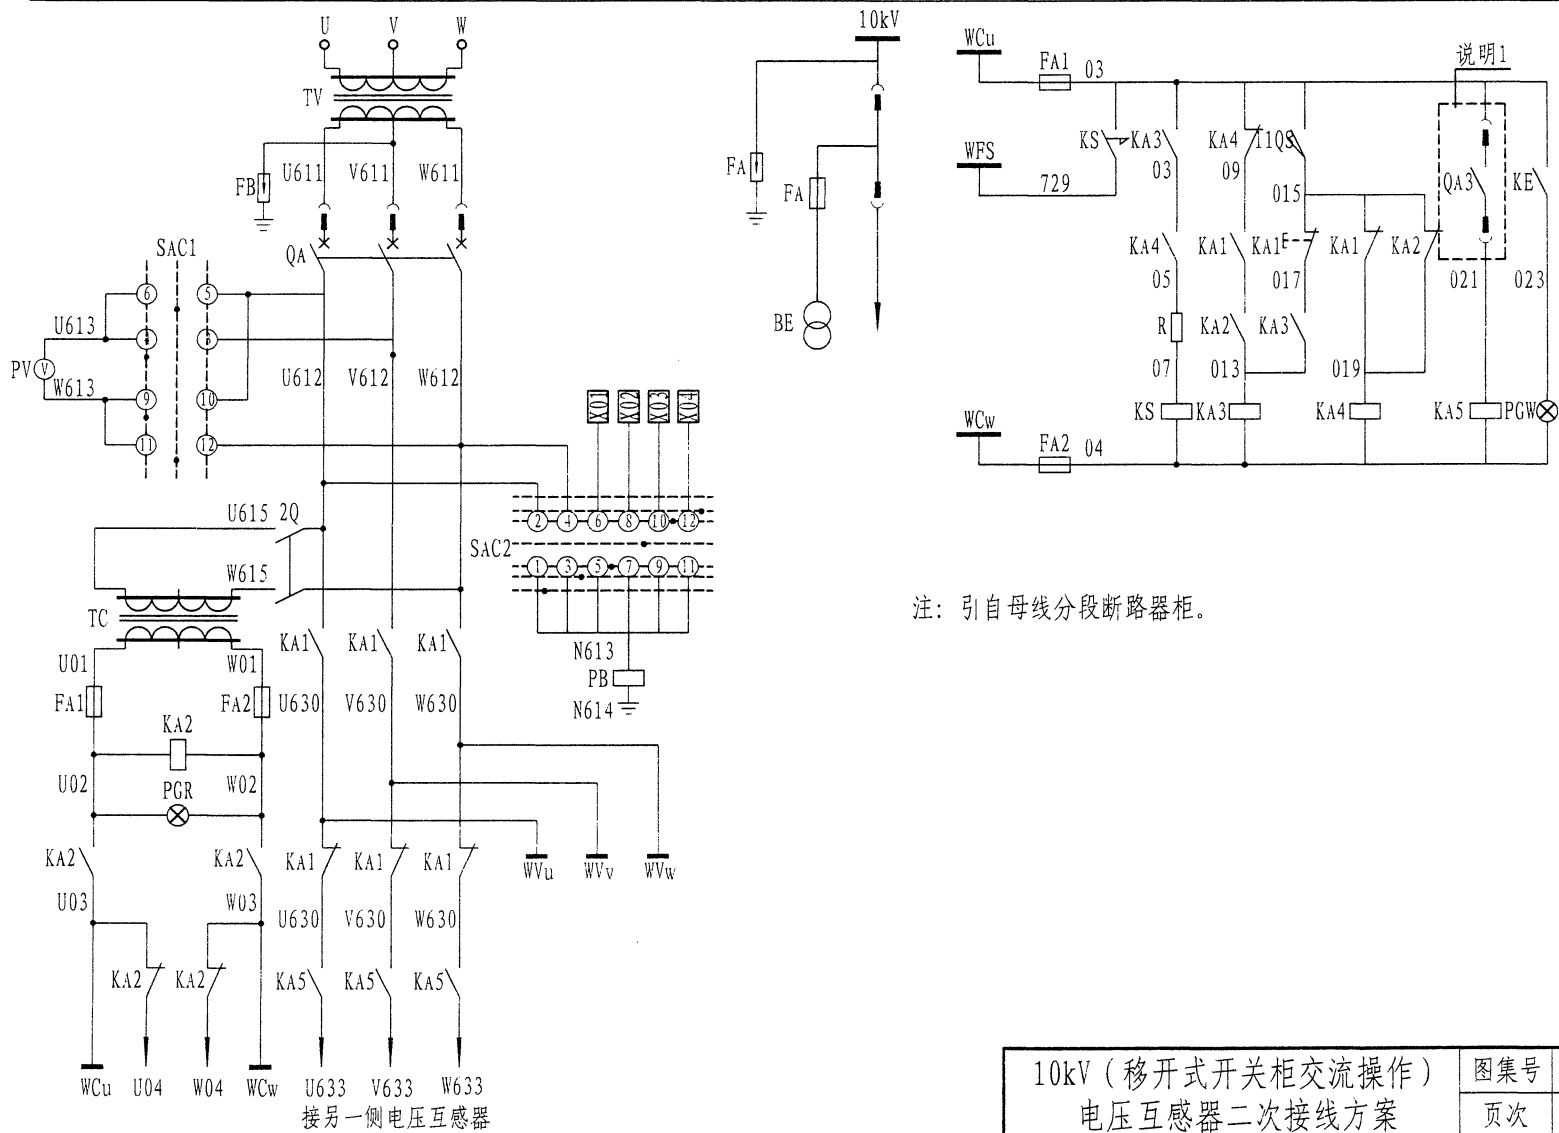 U V W
TV
FB
U611 V611 W611
QA
SAC1
6 5
U613
PV V
W613
9 10
11 12
U612 V612 W612
X01 X02 X03 X04
2 4 6 8 10 12
SAC2
1 3 5 7 9 11
N613
PB
N614
U615 2Q
W615
TC
U01 W01
FA1 FA2
KA2
U02 W02
PGR
KA2 KA2
U03 W03
KA2 KA2
WCu U04 W04 WCw
KA1 KA1 KA1
U630 V630 W630
WVu WVv WVw
KA1 KA1 KA1
U630 V630 W630
KA5 KA5 KA5
U633 V633 W633
接另一侧电压互感器
10kV
FA
FA
BE
WCu
FA1 03
说明1
WFS
729
KS KA3 KA4 11QS QA3 KE
03 09 015
KA4 KA1 KA1 KA1 KA2
05 017 021 023
R KA2 KA3
07 013 019
KS KA3 KA4 KA5 PGW
WCw
FA2 04
注: 引自母线分段断路器柜。
10kV(移开式开关柜交流操作)
电压互感器二次接线方案
图集号
页次